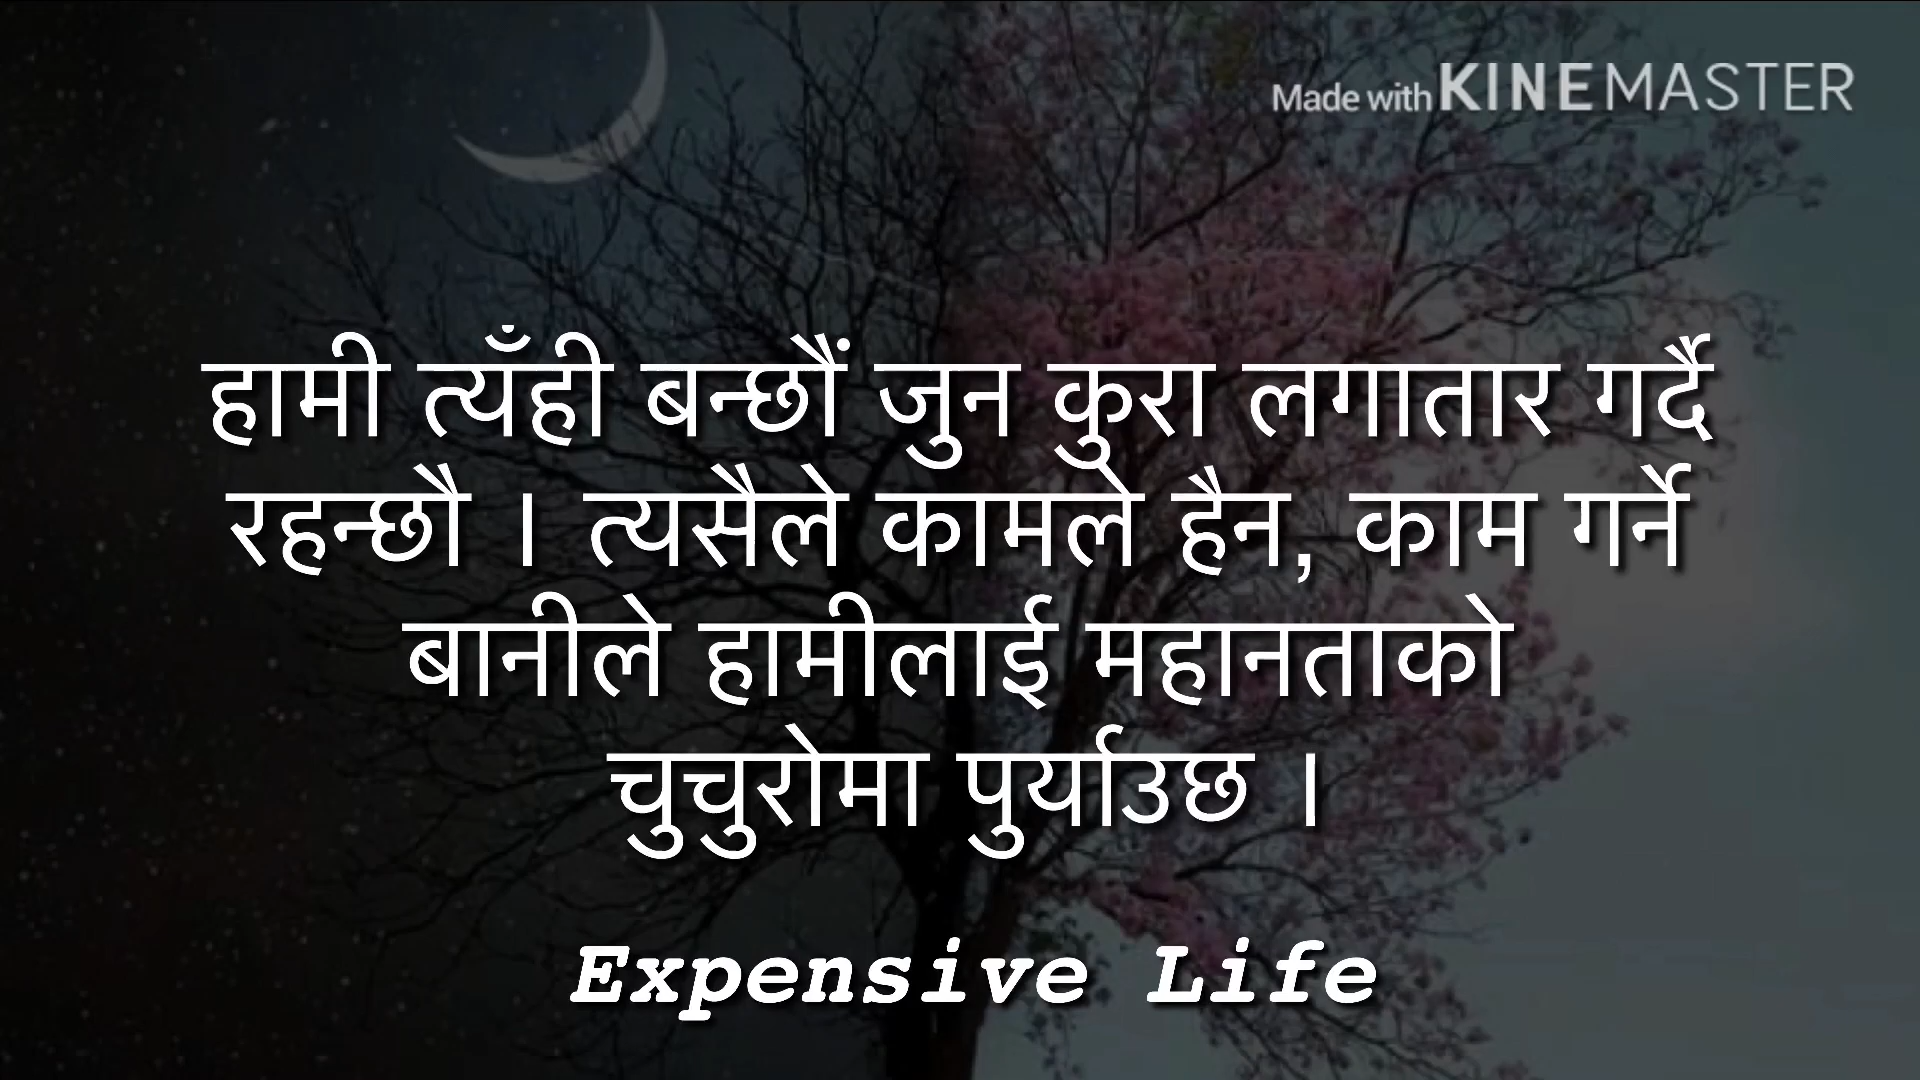 Made with KINEMASTER
हामी त्यँही बन्छौं जुन कुरा लगातार गर्दै
रहन्छौ । त्यसैले कामले हैन, काम गर्ने
बानीले हामीलाई महानताको
चुचुरोमा पुर्याउछ ।
Expensive Life